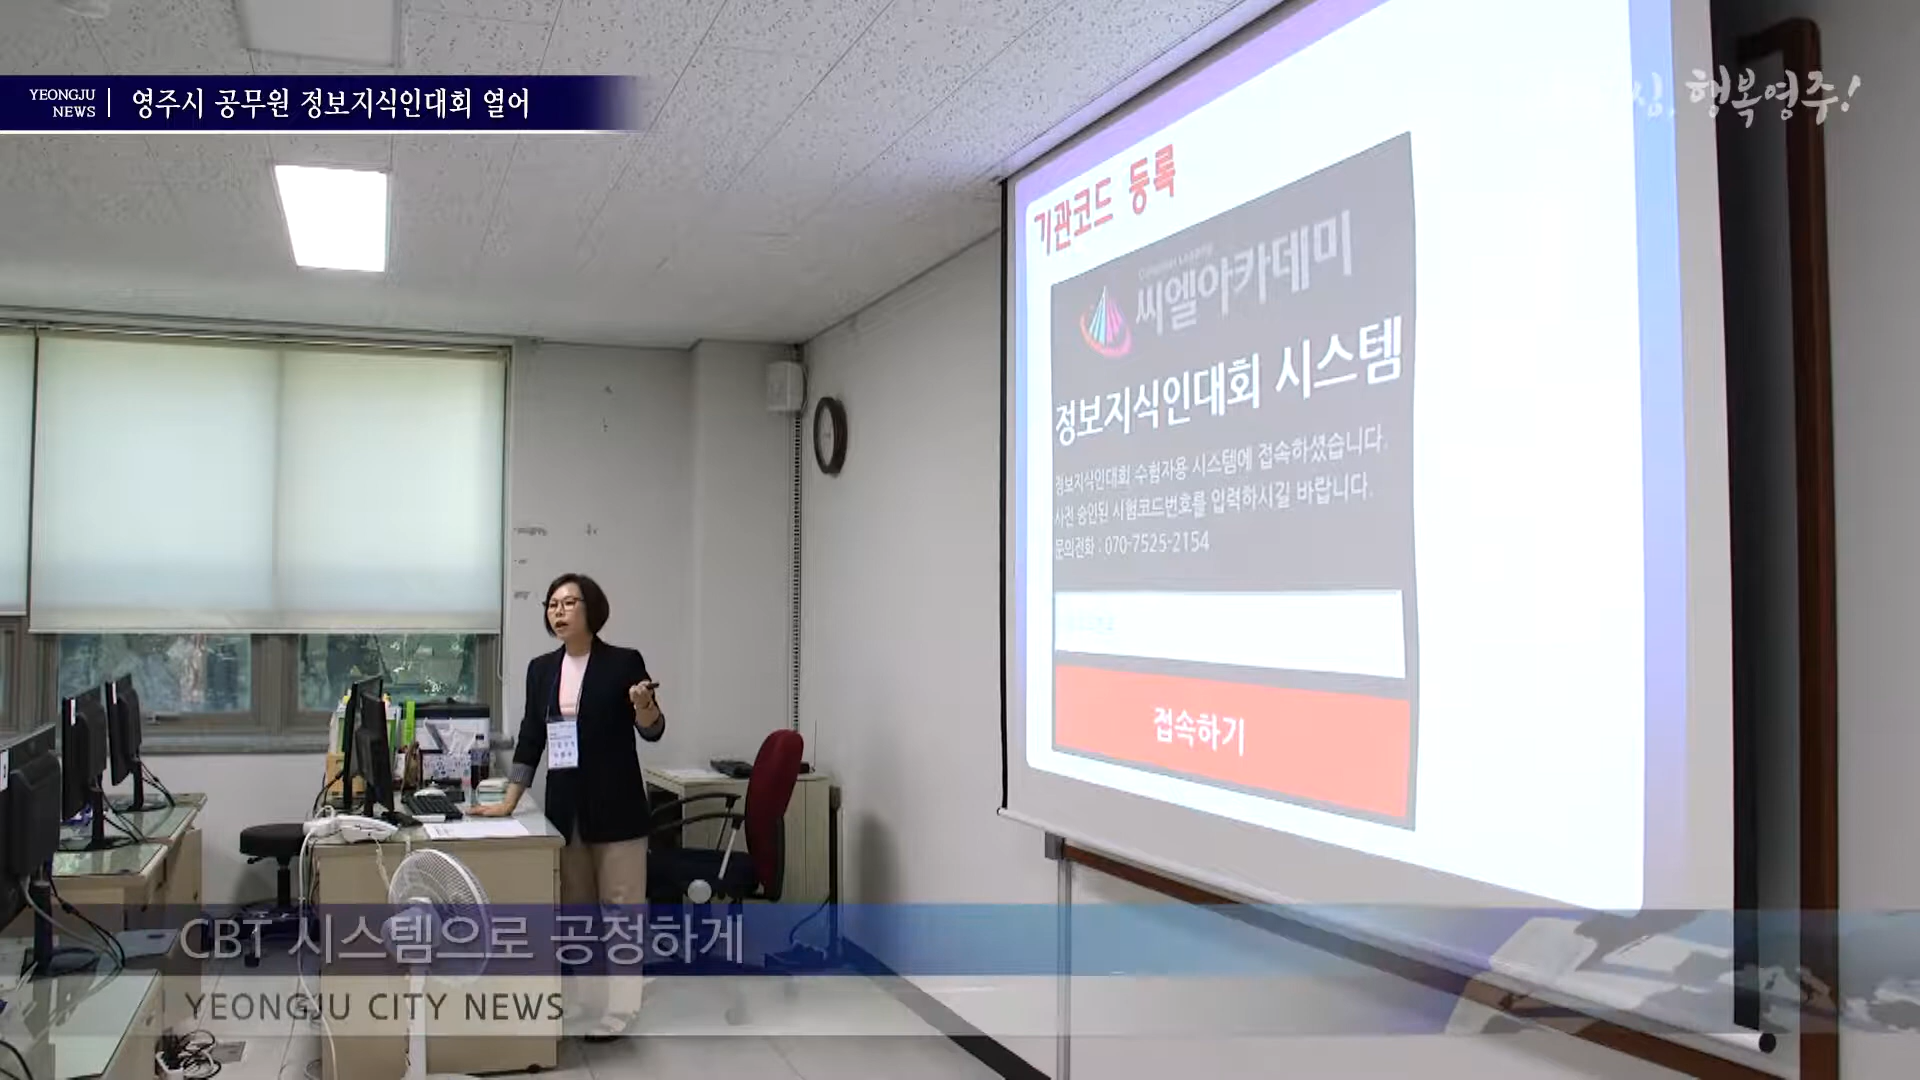 YEONGJU
NEWS
영주시 공무원 정보지식인대회 열어
심, 행복영주!
기관코드 등록
씨엘아카데미
정보지식인대회 시스템
정보지식인대회 수험자용 시스템에 접속하셨습니다.
사전 승인된 시험코드번호를 입력하시길 바랍니다.
문의전화 : 070-7525-2154
접속하기
CBT 시스템으로 공정하게
YEONGJU CITY NEWS